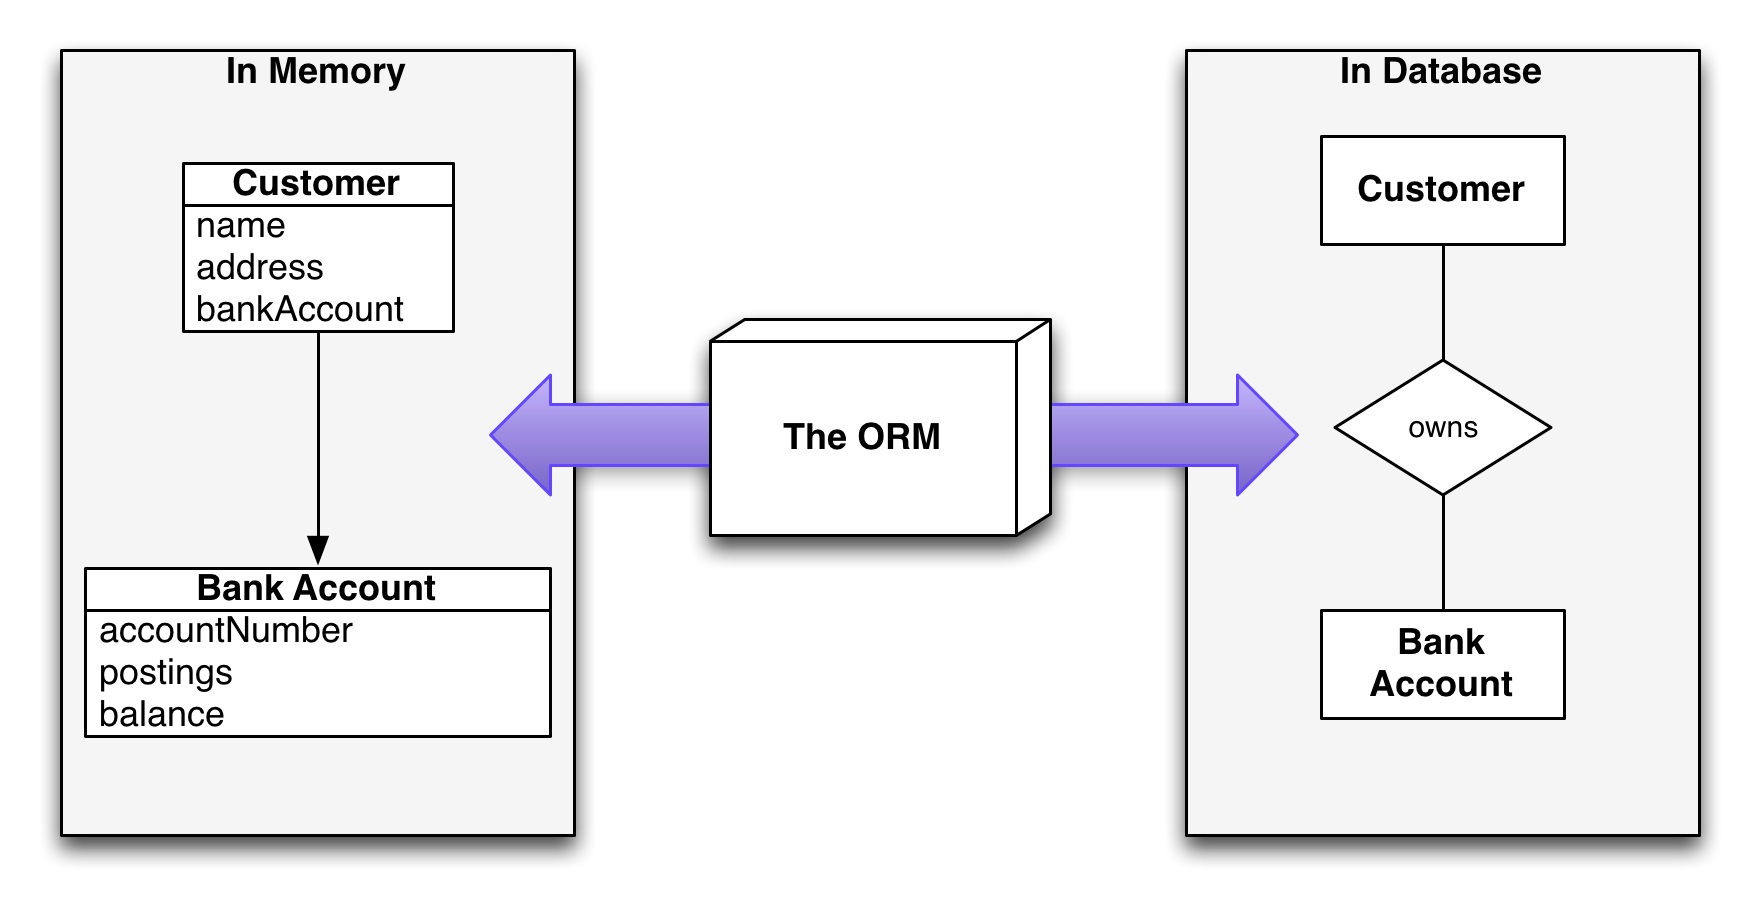 In Memory
Customer
name
address
bankAccount
Bank Account
accountNumber
postings
balance
The ORM
In Database
Customer
owns
Bank
Account